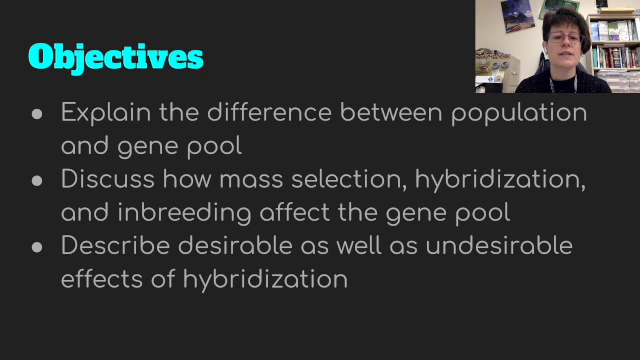 Objectives
● Explain the difference between population
and gene pool
● Discuss how mass selection, hybridization,
and inbreeding affect the gene pool
● Describe desirable as well as undesirable
effects of hybridization